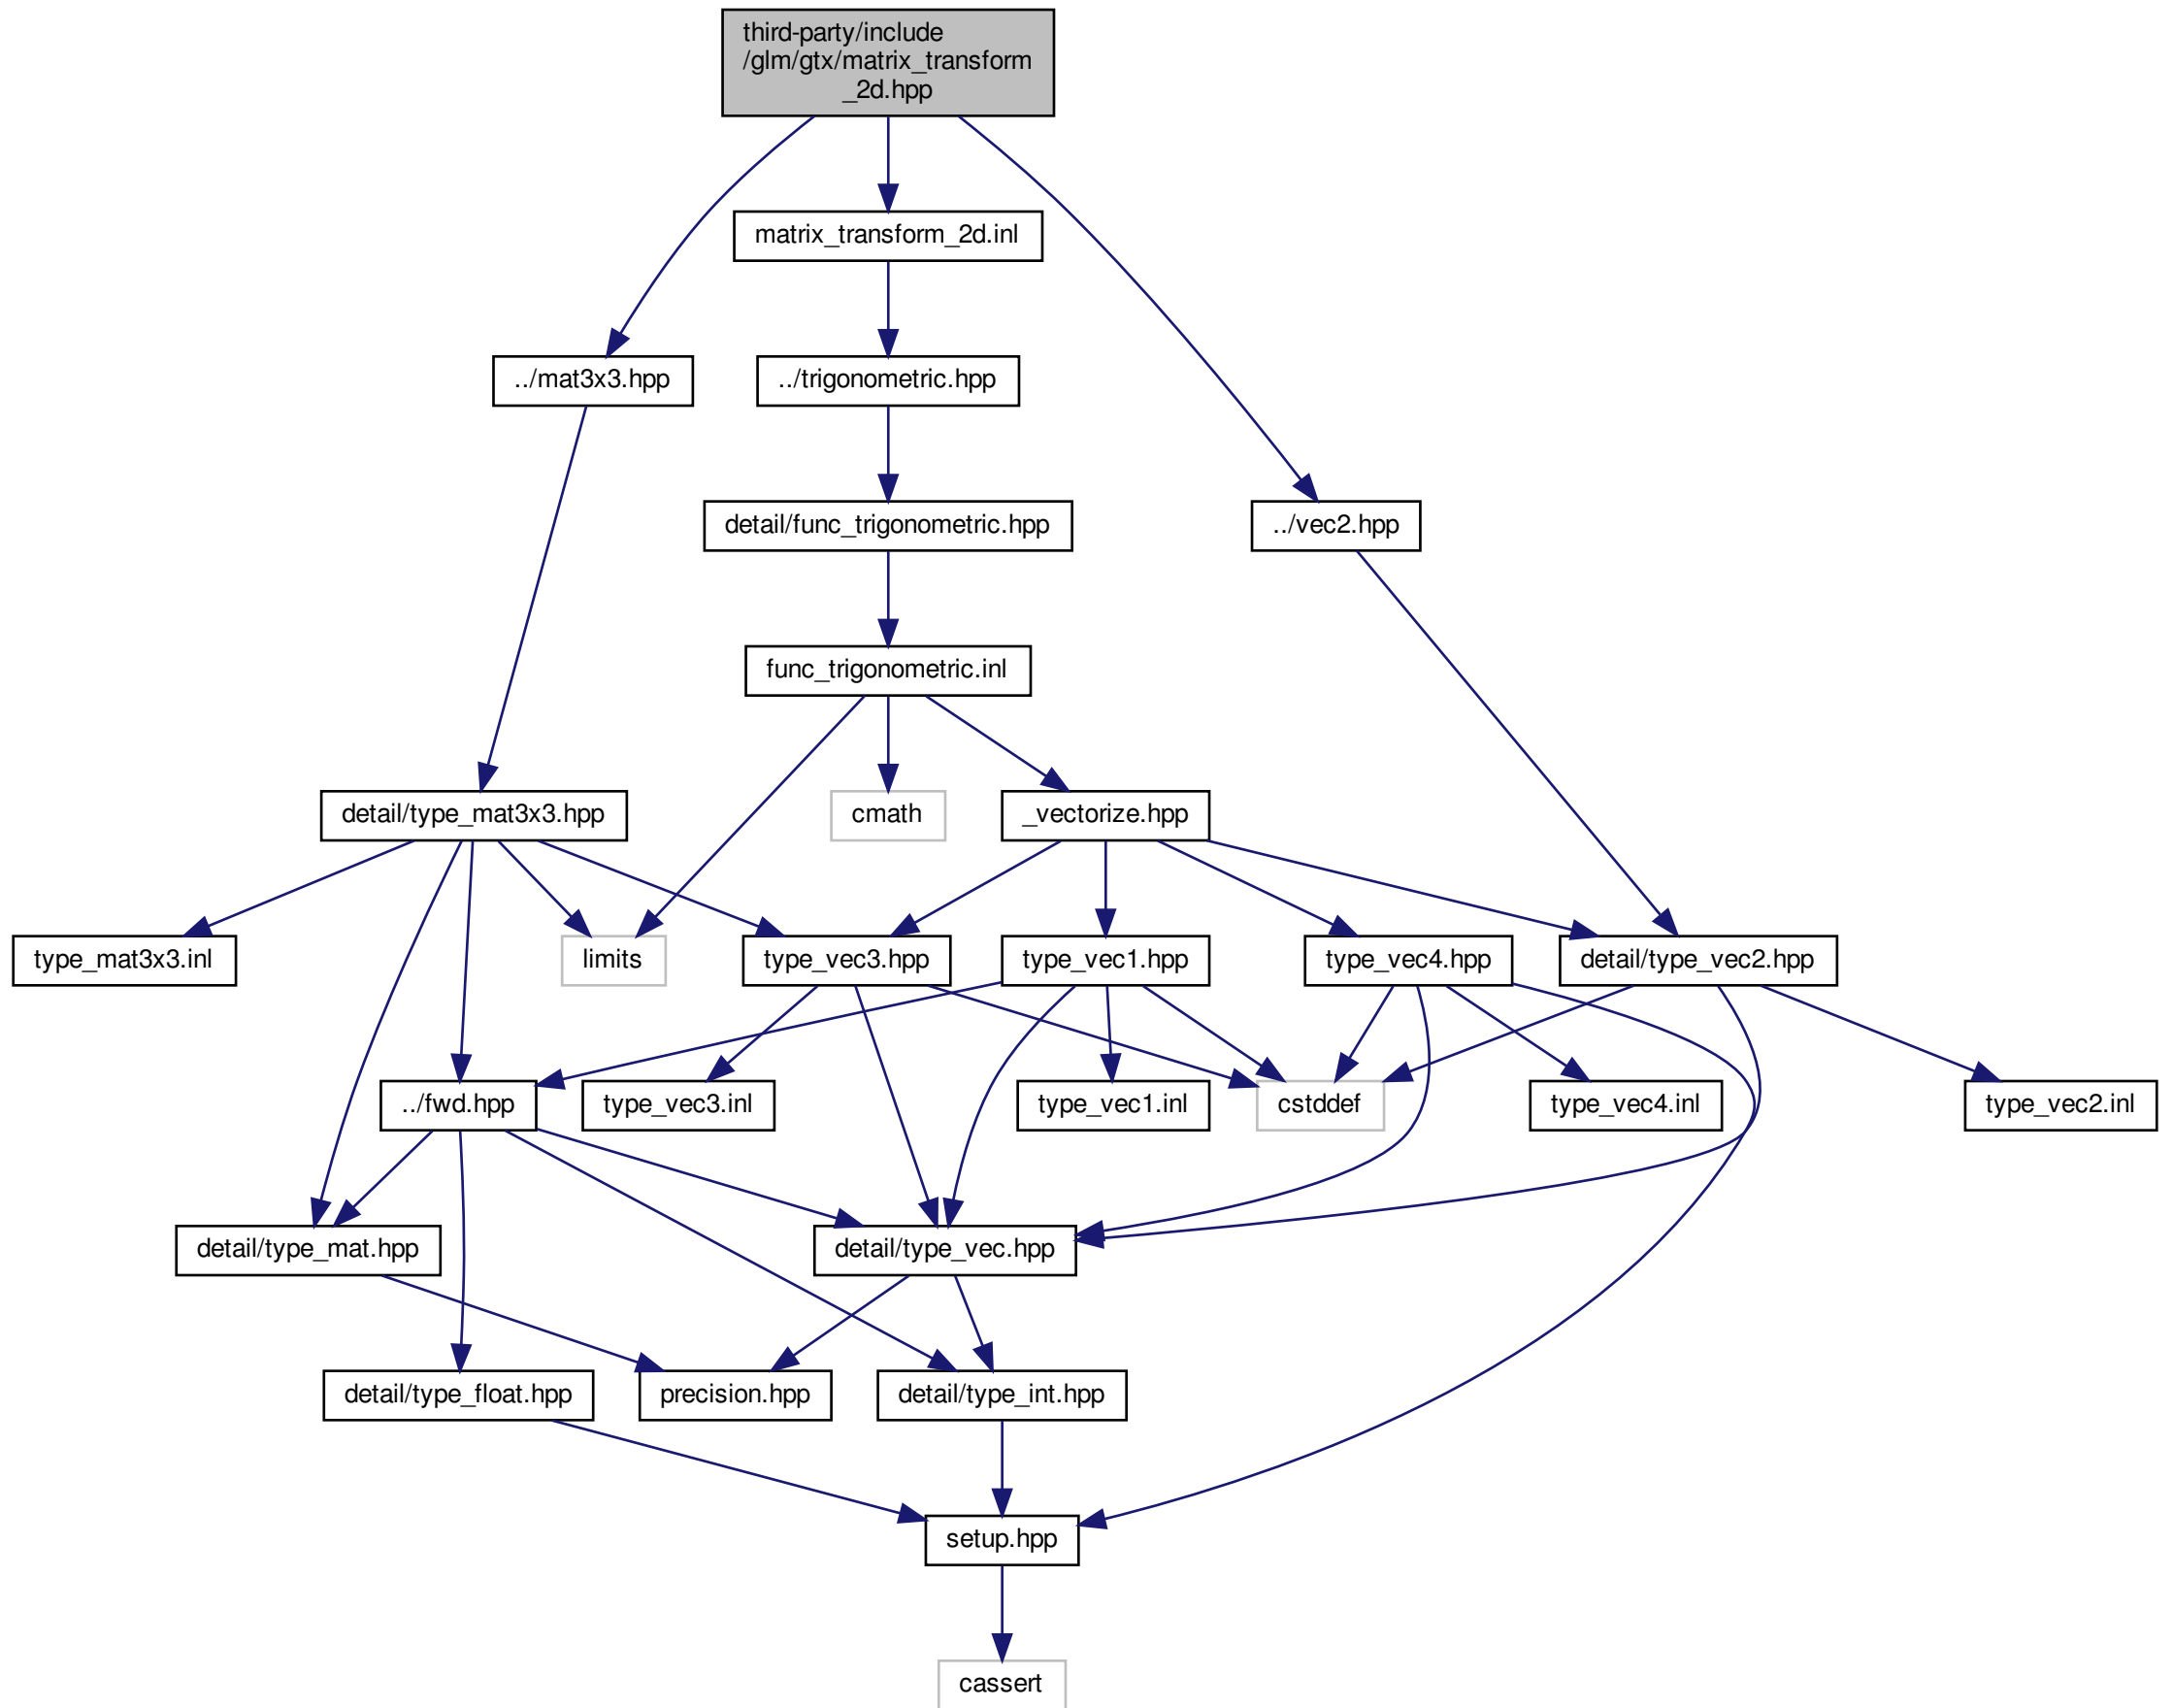 third-party/include
/glm/gtx/matrix_transform
_2d.hpp
matrix_transform_2d.inl
../mat3x3.hpp
../trigonometric.hpp
detail/func_trigonometric.hpp
../vec2.hpp
func_trigonometric.inl
detail/type_mat3x3.hpp
cmath
_vectorize.hpp
type_mat3x3.inl
limits
type_vec3.hpp
type_vec1.hpp
type_vec4.hpp
detail/type_vec2.hpp
../fwd.hpp
type_vec3.inl
type_vec1.inl
cstddef
type_vec4.inl
type_vec2.inl
detail/type_mat.hpp
detail/type_vec.hpp
detail/type_float.hpp
precision.hpp
detail/type_int.hpp
setup.hpp
cassert